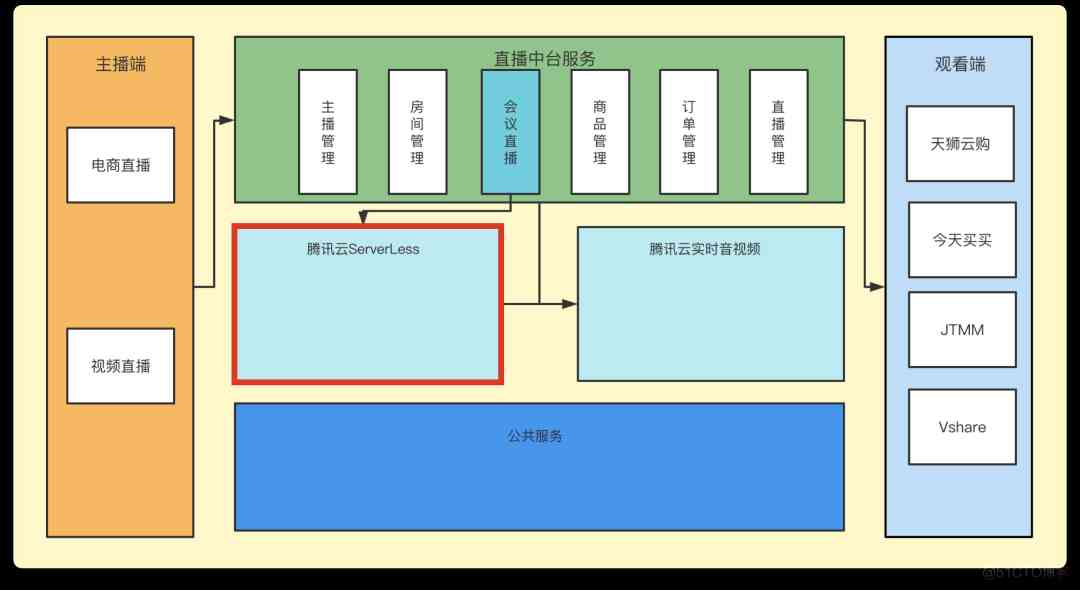 主播端
电商直播
视频直播
直播中台服务
主播管理
房间管理
会议直播
商品管理
订单管理
直播管理
腾讯云ServerLess
腾讯云实时音视频
公共服务
观看端
天狮云购
今天买买
JTMM
Vshare
@51CTO博客